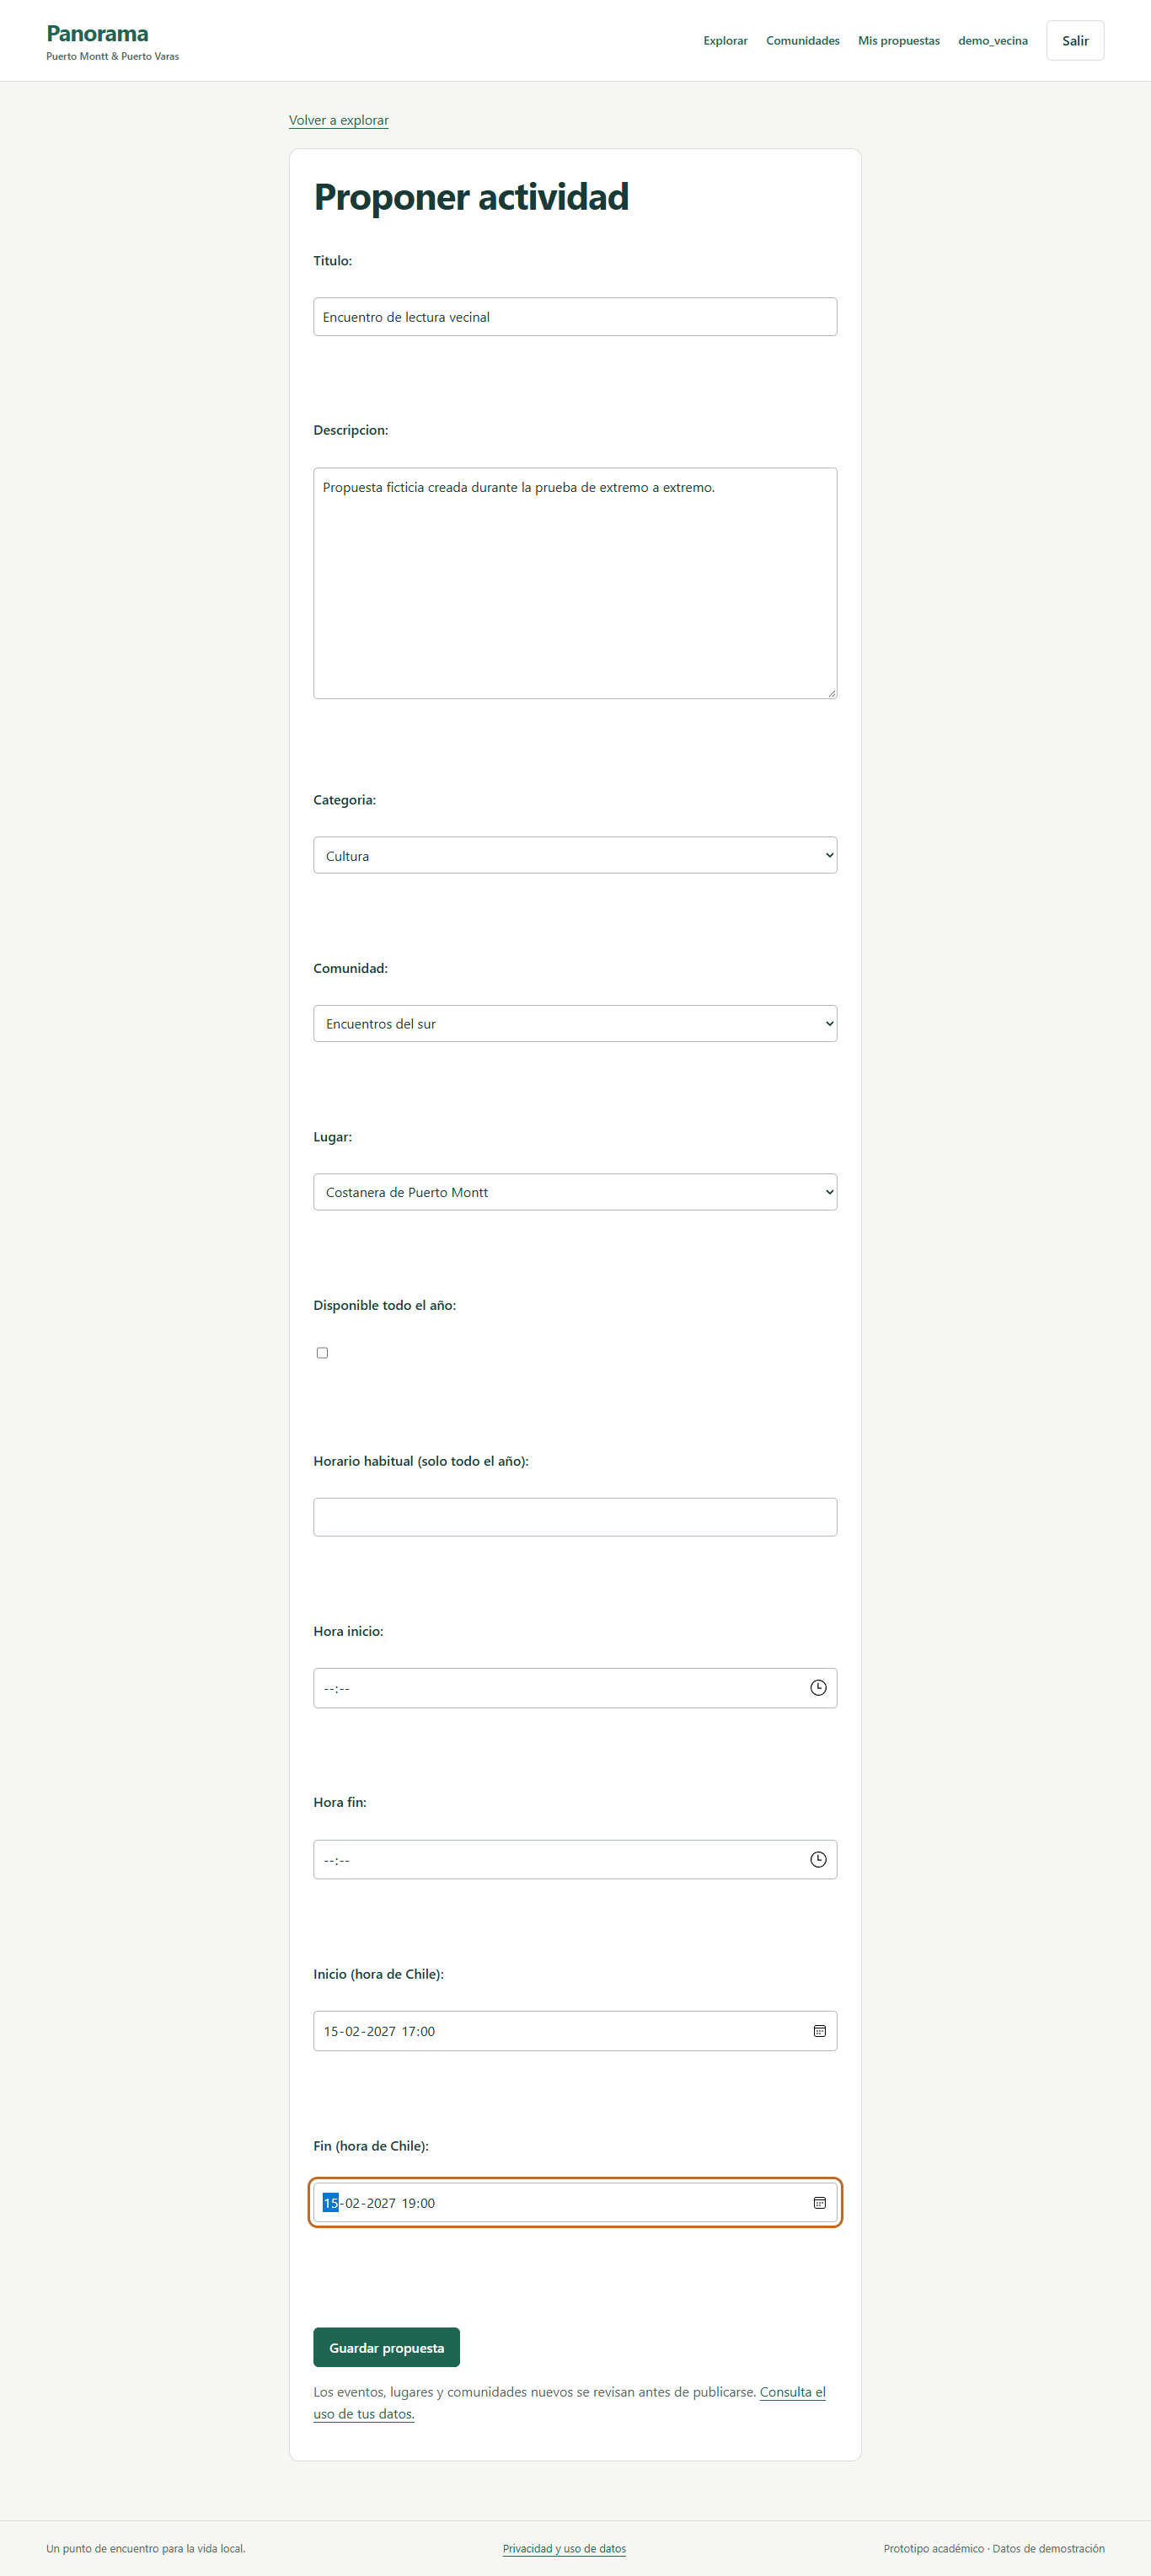 Panorama
Puerto Montt & Puerto Varas
Explorar
Comunidades
Mis propuestas
demo_vecina
Salir
Volver a explorar
Proponer actividad
Titulo:
Encuentro de lectura vecinal
Descripcion:
Propuesta ficticia creada durante la prueba de extremo a extremo.
Categoria:
Cultura
Comunidad:
Encuentros del sur
Lugar:
Costanera de Puerto Montt
Disponible todo el año:
Horario habitual (solo todo el año):
Hora inicio:
--:--
Hora fin:
--:--
Inicio (hora de Chile):
15-02-2027 17:00
Fin (hora de Chile):
15-02-2027 19:00
Guardar propuesta
Los eventos, lugares y comunidades nuevos se revisan antes de publicarse. Consulta el
uso de tus datos.
Un punto de encuentro para la vida local.
Privacidad y uso de datos
Prototipo académico · Datos de demostración